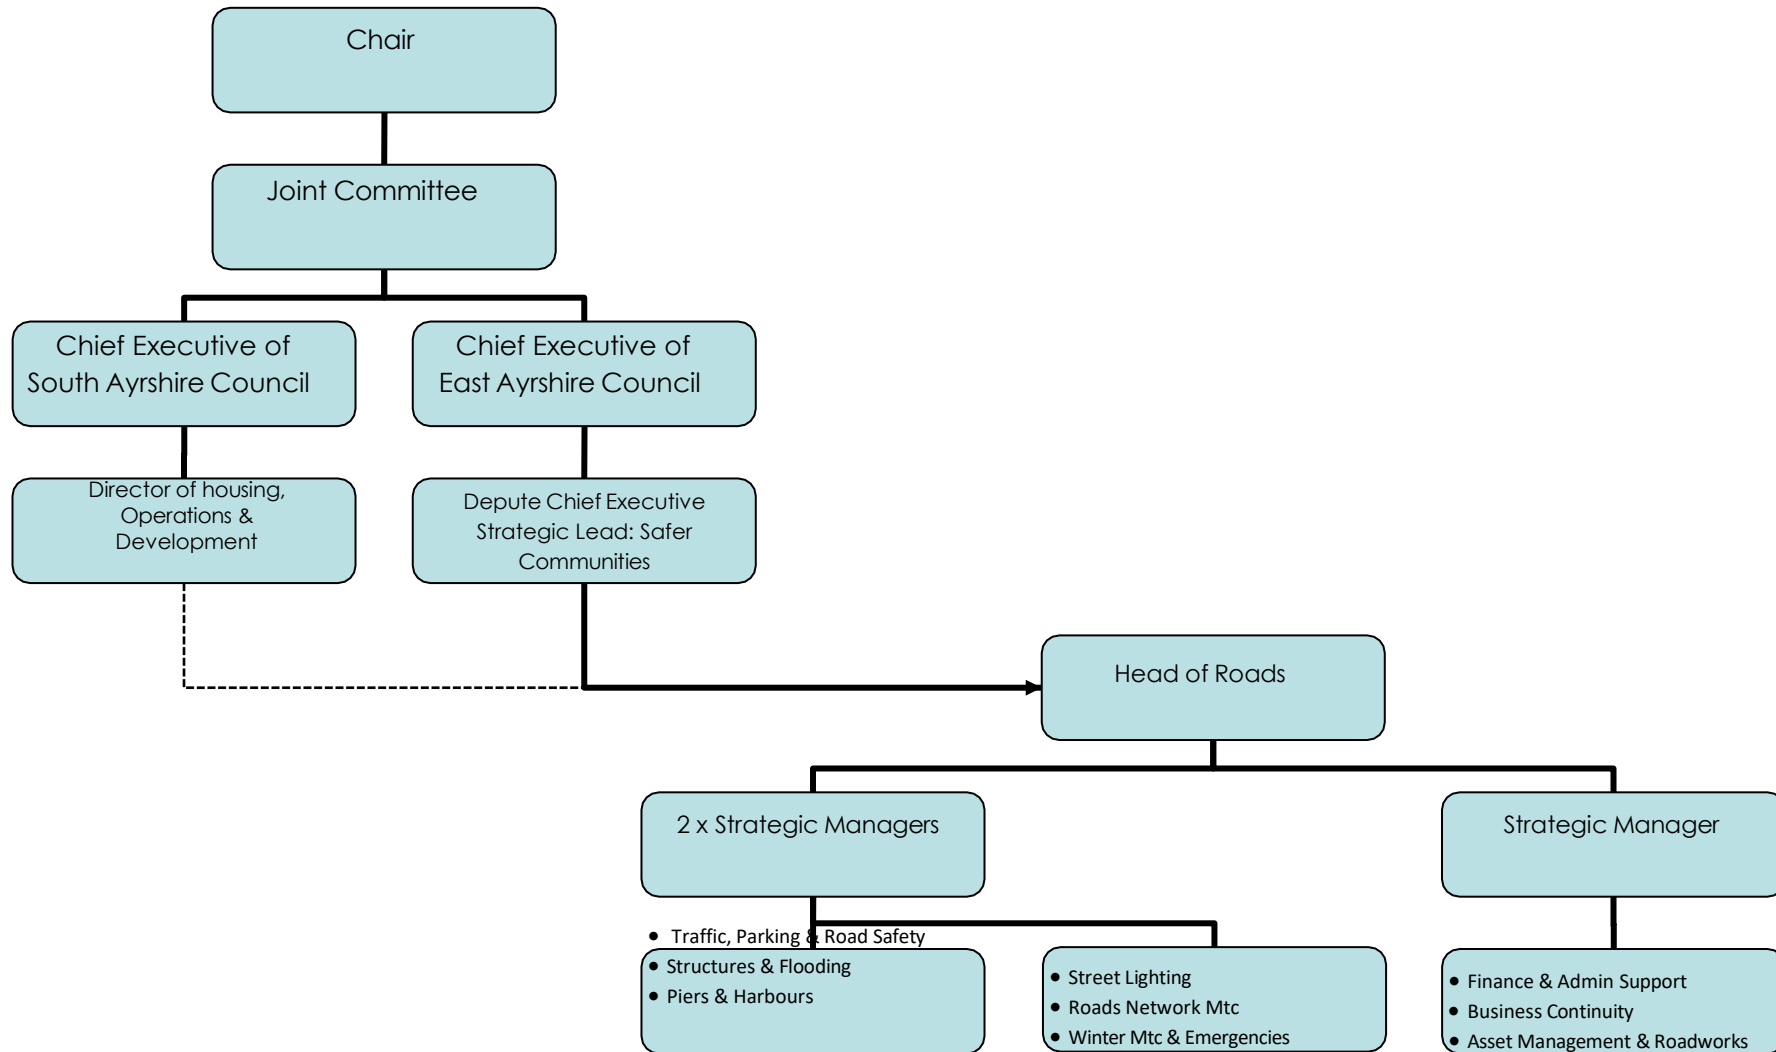 Chair
Joint Committee
Chief Executive of
South Ayrshire Council
Chief Executive of
East Ayrshire Council
Director of housing,
Operations &
Development
Depute Chief Executive
Strategic Lead: Safer
Communities
Head of Roads
2 x Strategic Managers
Strategic Manager
• Traffic, Parking & Road Safety
• Structures & Flooding
• Piers & Harbours
• Street Lighting
• Roads Network Mtc
• Winter Mtc & Emergencies
• Finance & Admin Support
• Business Continuity
• Asset Management & Roadworks